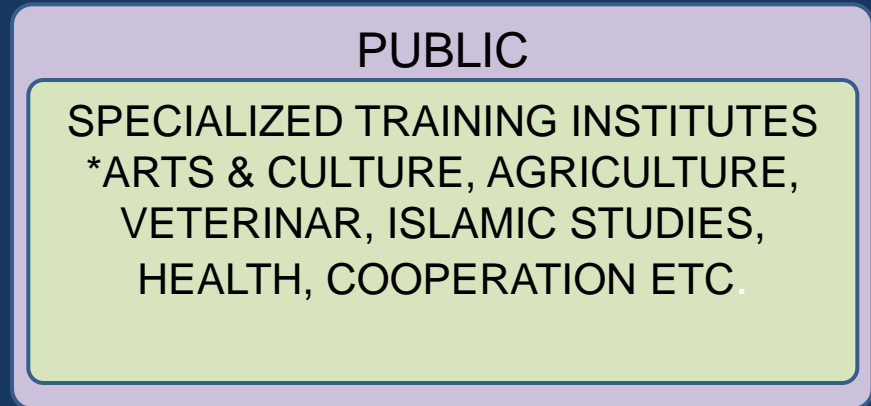 PUBLIC
SPECIALIZED TRAINING INSTITUTES
*ARTS & CULTURE, AGRICULTURE,
VETERINAR, ISLAMIC STUDIES,
HEALTH, COOPERATION ETC.